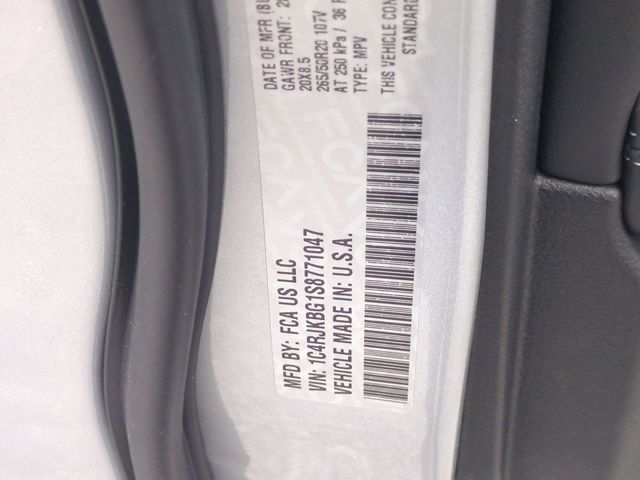 MFD BY: FCA US LLC
VIN: 1C4RJKBG1S8771047
VEHICLE MADE IN: U.S.A.
DATE OF MFR
GAWR FRONT:
20X8.5
265/50R20 107V
AT 250 kPa / 36
TYPE: MPV
THIS VEHICLE
STANDARD
FCA